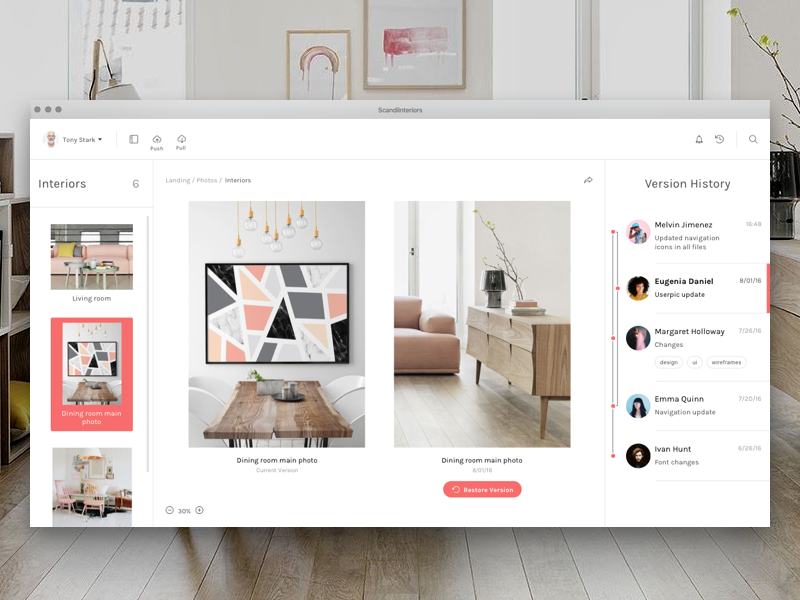 ScandiInteriors
Tony Stark
Push
Pull
Interiors
6
Living room
Dining room main
photo
Landing / Photos / Interiors
Dining room main photo
Current Version
Dining room main photo
8/01/16
Restore Version
30%
Version History
Melvin Jimenez
16:48
Updated navigation
icons in all files
Eugenia Daniel
8/01/16
Userpic update
Margaret Holloway
7/26/16
Changes
design
ui
wireframes
Emma Quinn
7/20/16
Navigation update
Ivan Hunt
6/26/16
Font changes